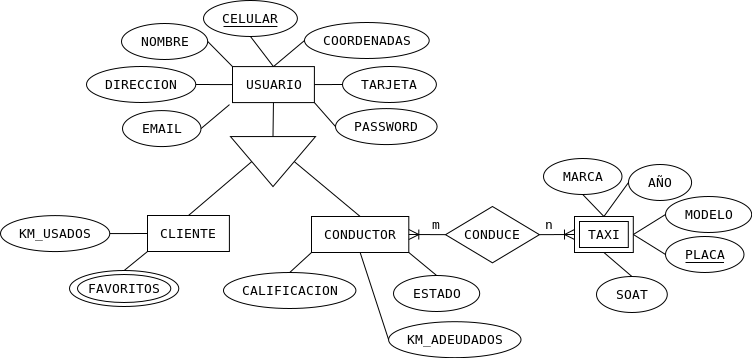 CELULAR
NOMBRE
COORDENADAS
DIRECCION
USUARIO
TARJETA
EMAIL
PASSWORD
MARCA
AÑO
MODELO
KM_USADOS
CLIENTE
CONDUCTOR
m
CONDUCE
n
TAXI
PLACA
FAVORITOS
CALIFICACION
ESTADO
SOAT
KM_ADEUDADOS